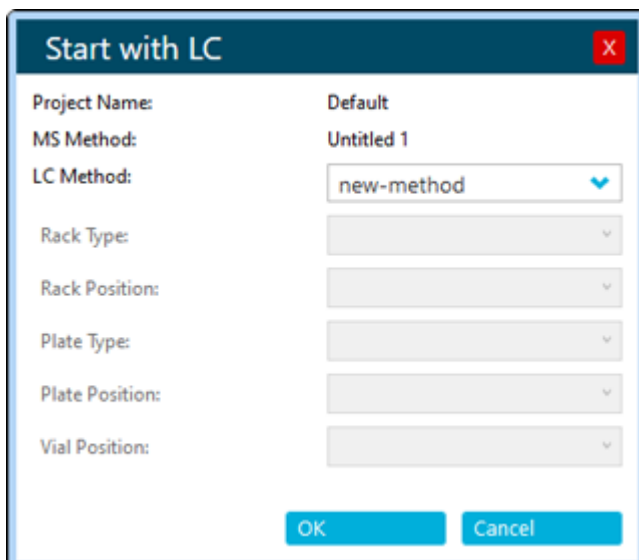 Start with LC
X
Project Name: Default
MS Method: Untitled 1
LC Method: new-method
Rack Type:
Rack Position:
Plate Type:
Plate Position:
Vial Position:
OK Cancel